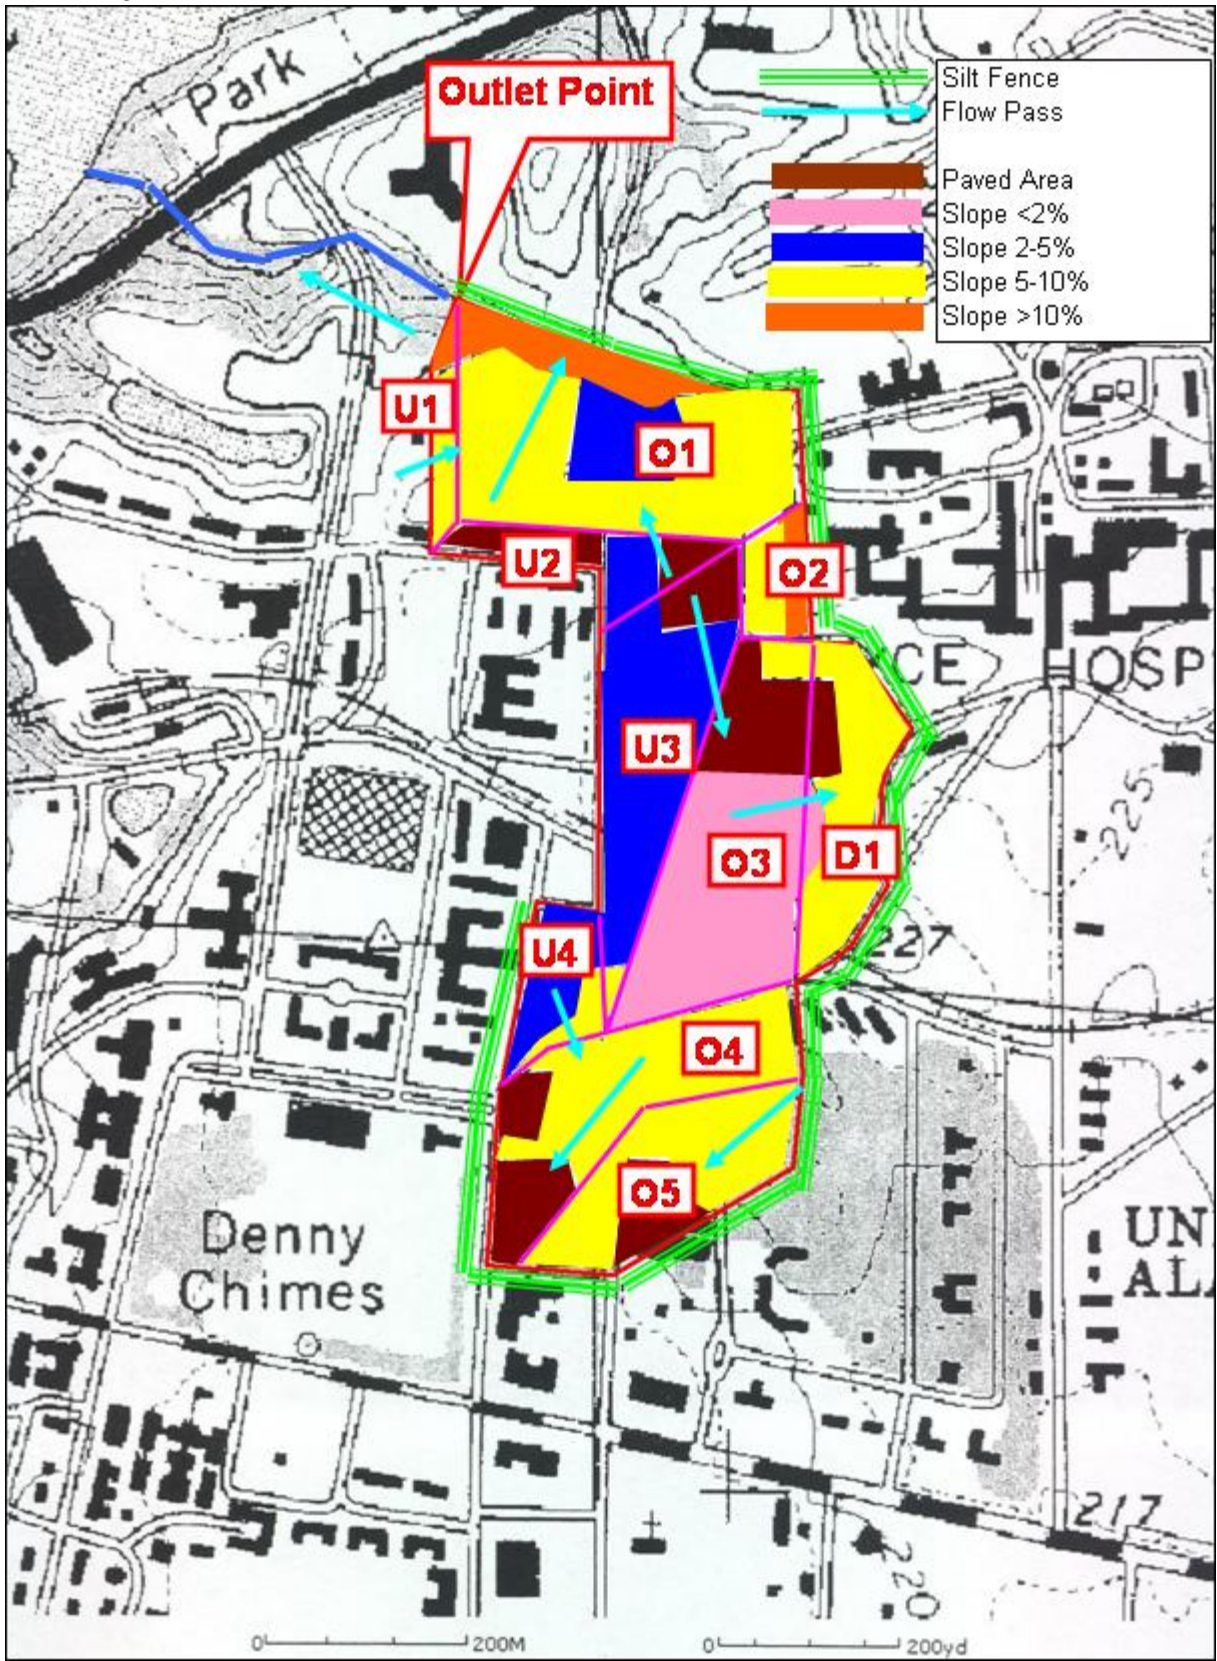 Park
Outlet Point
Silt Fence
Flow Pass
Paved Area
Slope <2%
Slope 2-5%
Slope 5-10%
Slope >10%
U1
O1
U2
O2
CE HOSP
U3
225
O3
D1
U4
227
O4
O5
Denny
Chimes
UN
AL
217
220
0 200M 0 200yd